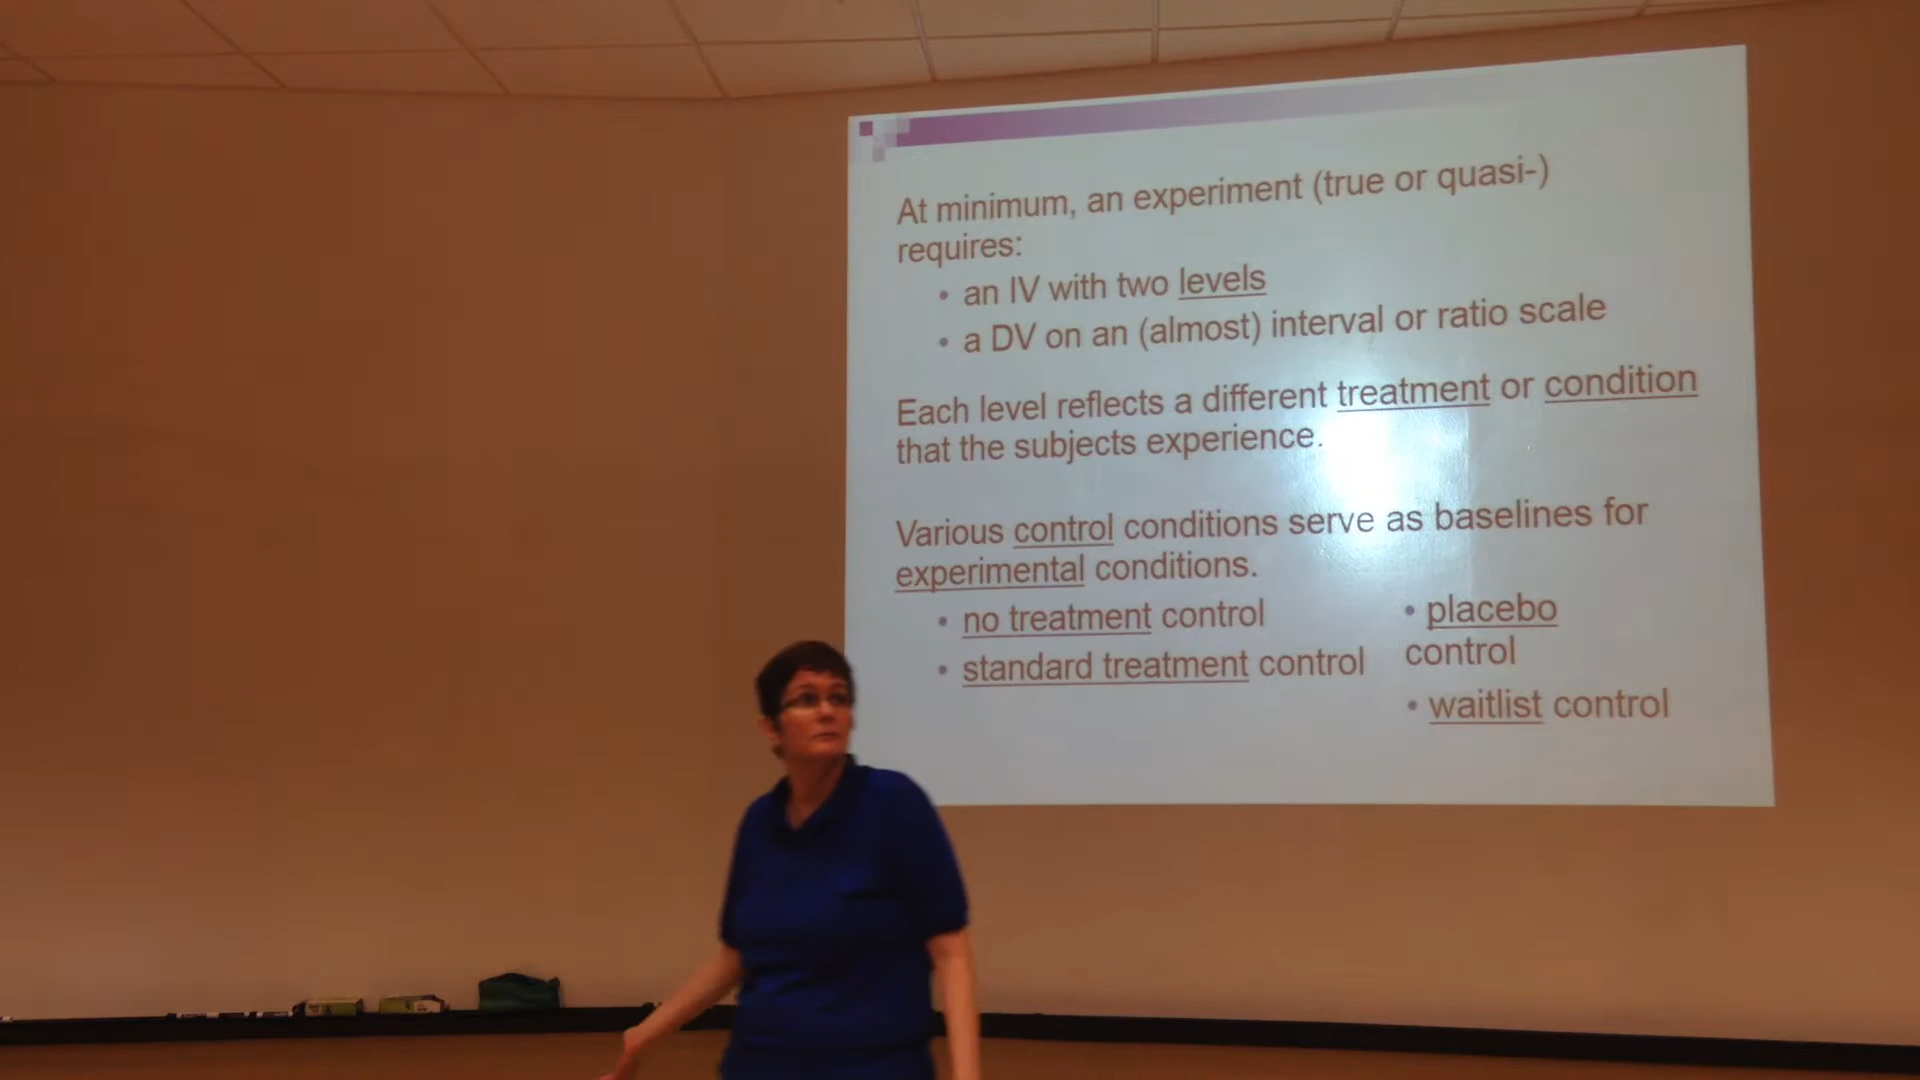 At minimum, an experiment (true or quasi-)
requires:
• an IV with two levels
• a DV on an (almost) interval or ratio scale
Each level reflects a different treatment or condition
that the subjects experience.
Various control conditions serve as baselines for
experimental conditions.
• no treatment control
• standard treatment control
• placebo
control
• waitlist control